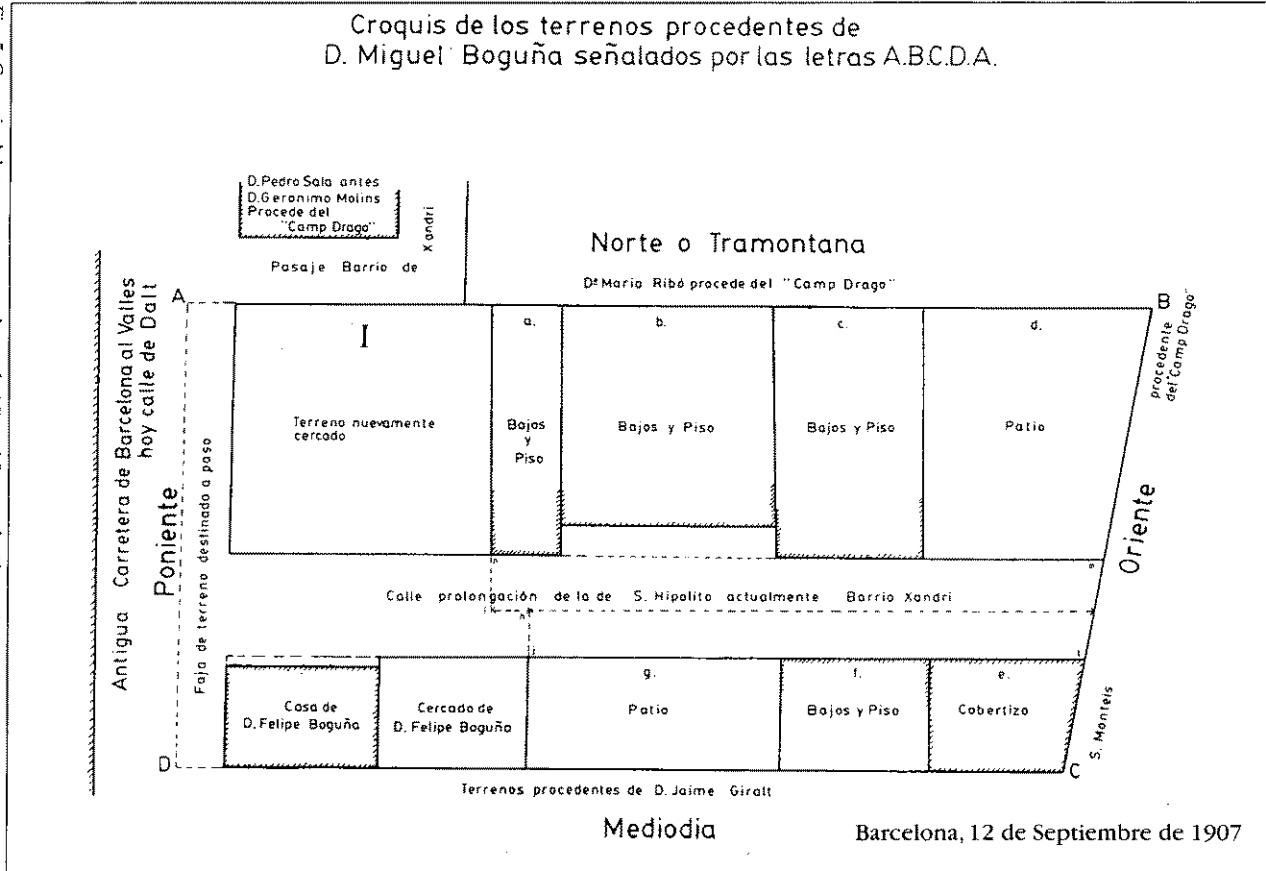 Croquis de los terrenos procedentes de
D. Miguel Boguña señalados por las letras A.B.C.D.A.
D. Pedro Sala antes
D. Geronimo Molins
Procede del
"Camp Drago"
Pasaje Barrio de
Xandri
Norte o Tramontana
Dª Maria Ribó procede del "Camp Drago"
A
B
procedente
del "Camp Drago"
Antigua Carretera de Barcelona al Valles
hoy calle de Dalt
Poniente
Faja de terreno destinado a paso
I
Terreno nuevamente
cercado
a.
Bajos
y
Piso
b.
Bajos y Piso
c.
Bajos y Piso
d.
Patio
Oriente
Calle prolongación de la de S. Hipolito actualmente Barrio Xandri
Casa de
D. Felipe Boguña
Cercado de
D. Felipe Boguña
g.
Patio
f.
Bajos y Piso
e.
Cobertizo
S. Monteis
D
C
Terrenos procedentes de D. Jaime Giralt
Mediodia
Barcelona, 12 de Septiembre de 1907